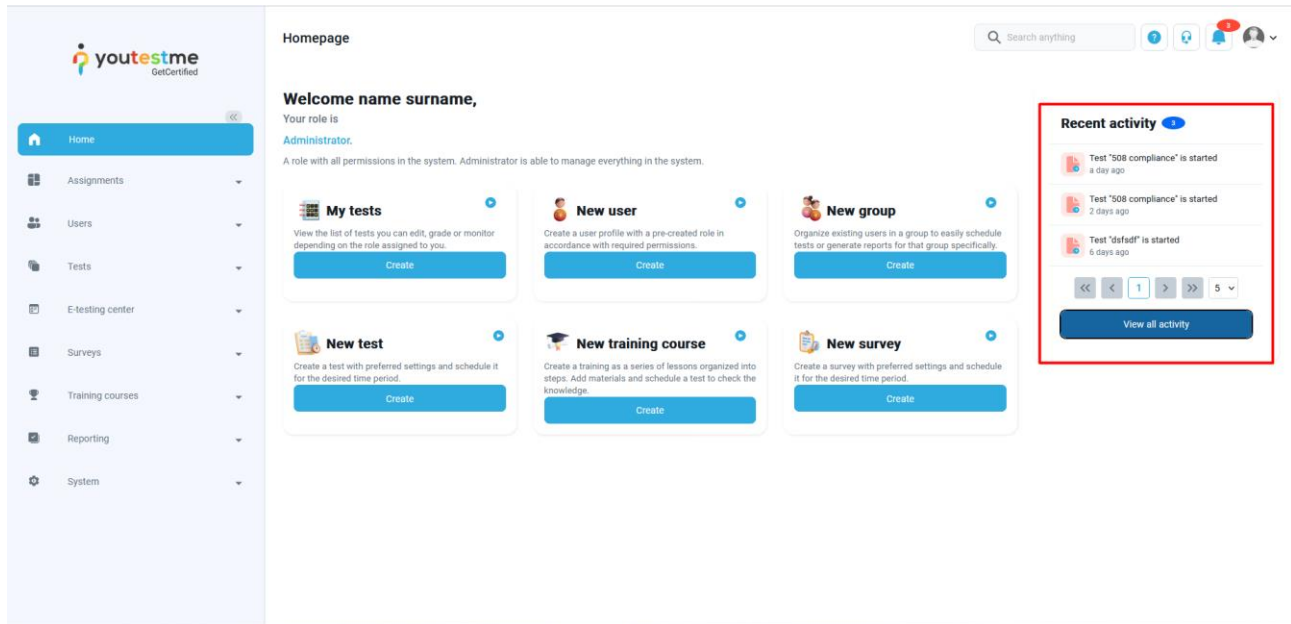 youtestme
GetCertified
Homepage
Search anything
3
Home
Assignments
Users
Tests
E-testing center
Surveys
Training courses
Reporting
System
Welcome name surname,
Your role is
Administrator.
A role with all permissions in the system. Administrator is able to manage everything in the system.
My tests
View the list of tests you can edit, grade or monitor
depending on the role assigned to you.
Create
New user
Create a user profile with a pre-created role in
accordance with required permissions.
Create
New group
Organize existing users in a group to easily schedule
tests or generate reports for that group specifically.
Create
New test
Create a test with preferred settings and schedule it
for the desired time period.
Create
New training course
Create a training as a series of lessons organized into
steps. Add materials and schedule a test to check the
knowledge.
Create
New survey
Create a survey with preferred settings and schedule
it for the desired time period.
Create
Recent activity 3
Test "508 compliance" is started
a day ago
Test "508 compliance" is started
2 days ago
Test "dsfsdf" is started
6 days ago
1 5
View all activity